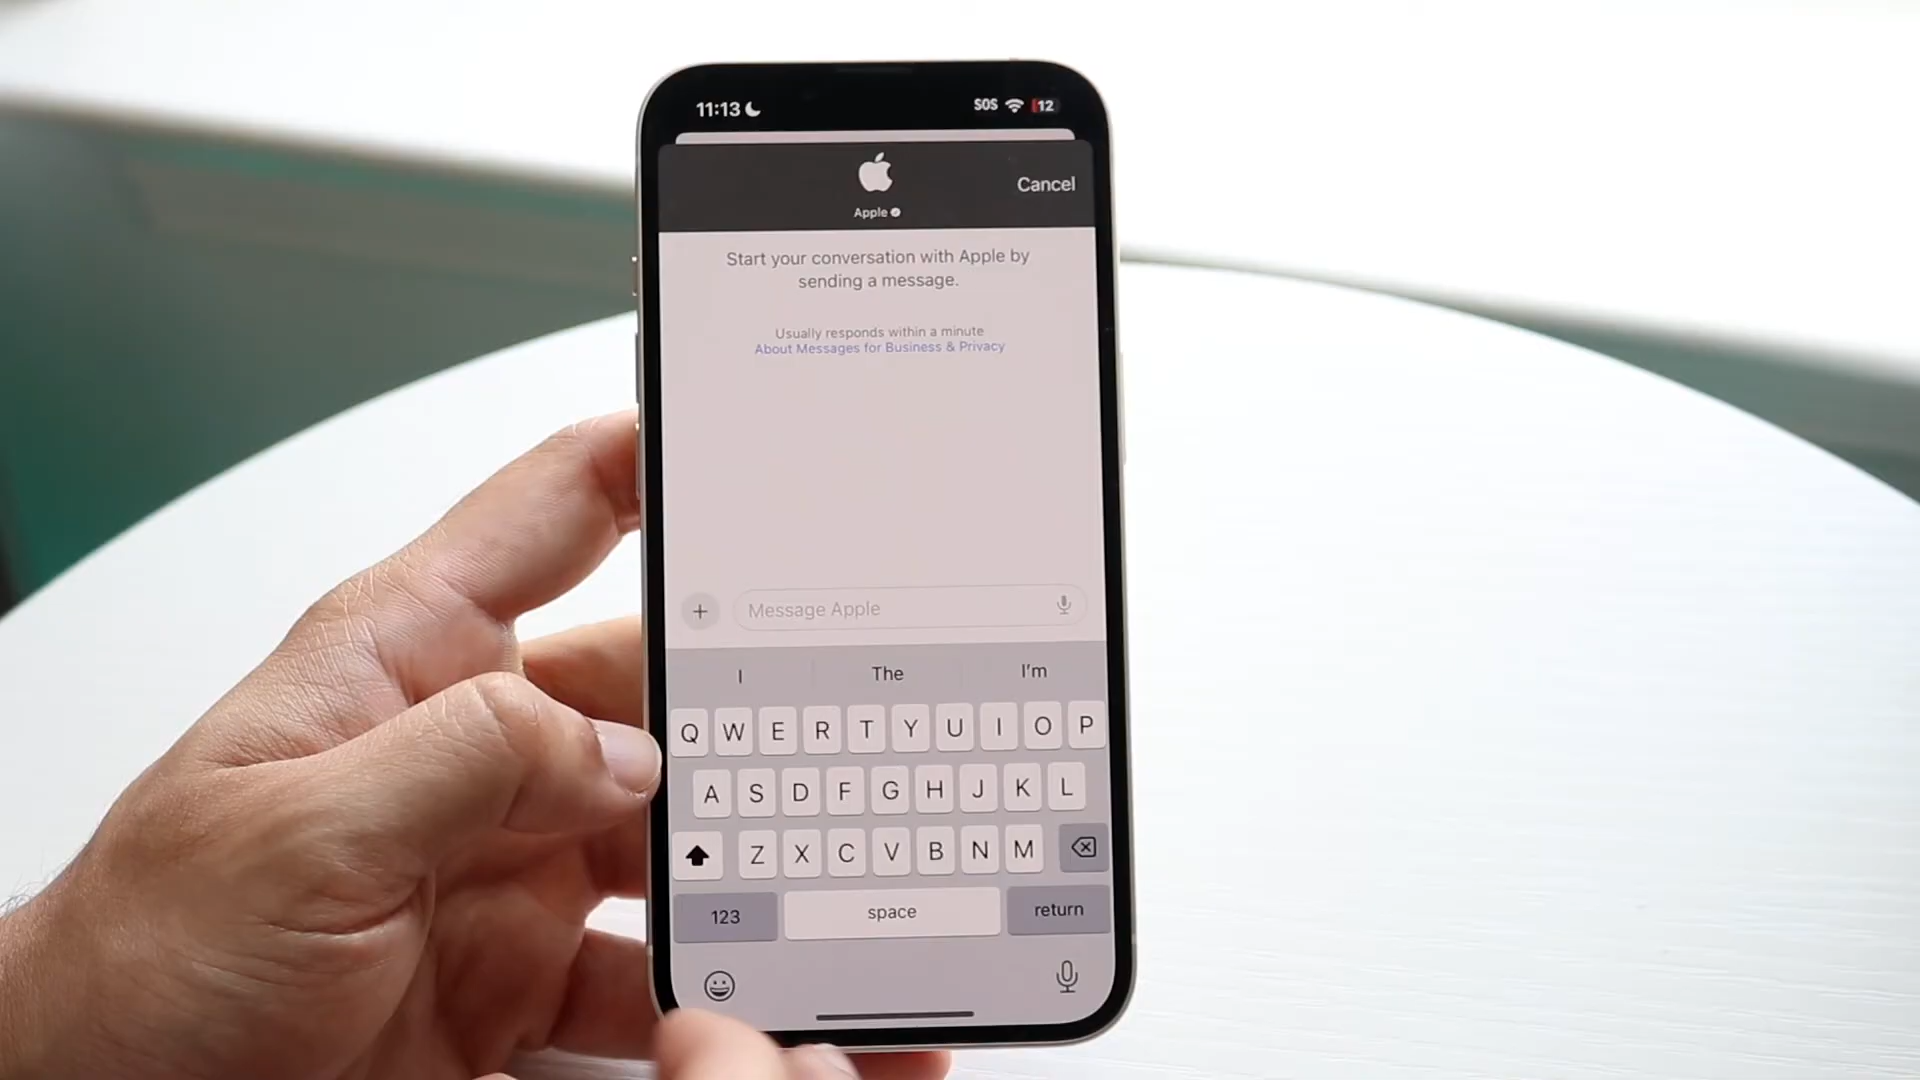 11:13 SOS 12
Cancel
Apple
Start your conversation with Apple by
sending a message.
Usually responds within a minute
About Messages for Business & Privacy
+ Message Apple
I The I'm
Q W E R T Y U I O P
A S D F G H J K L
Z X C V B N M
123 space return